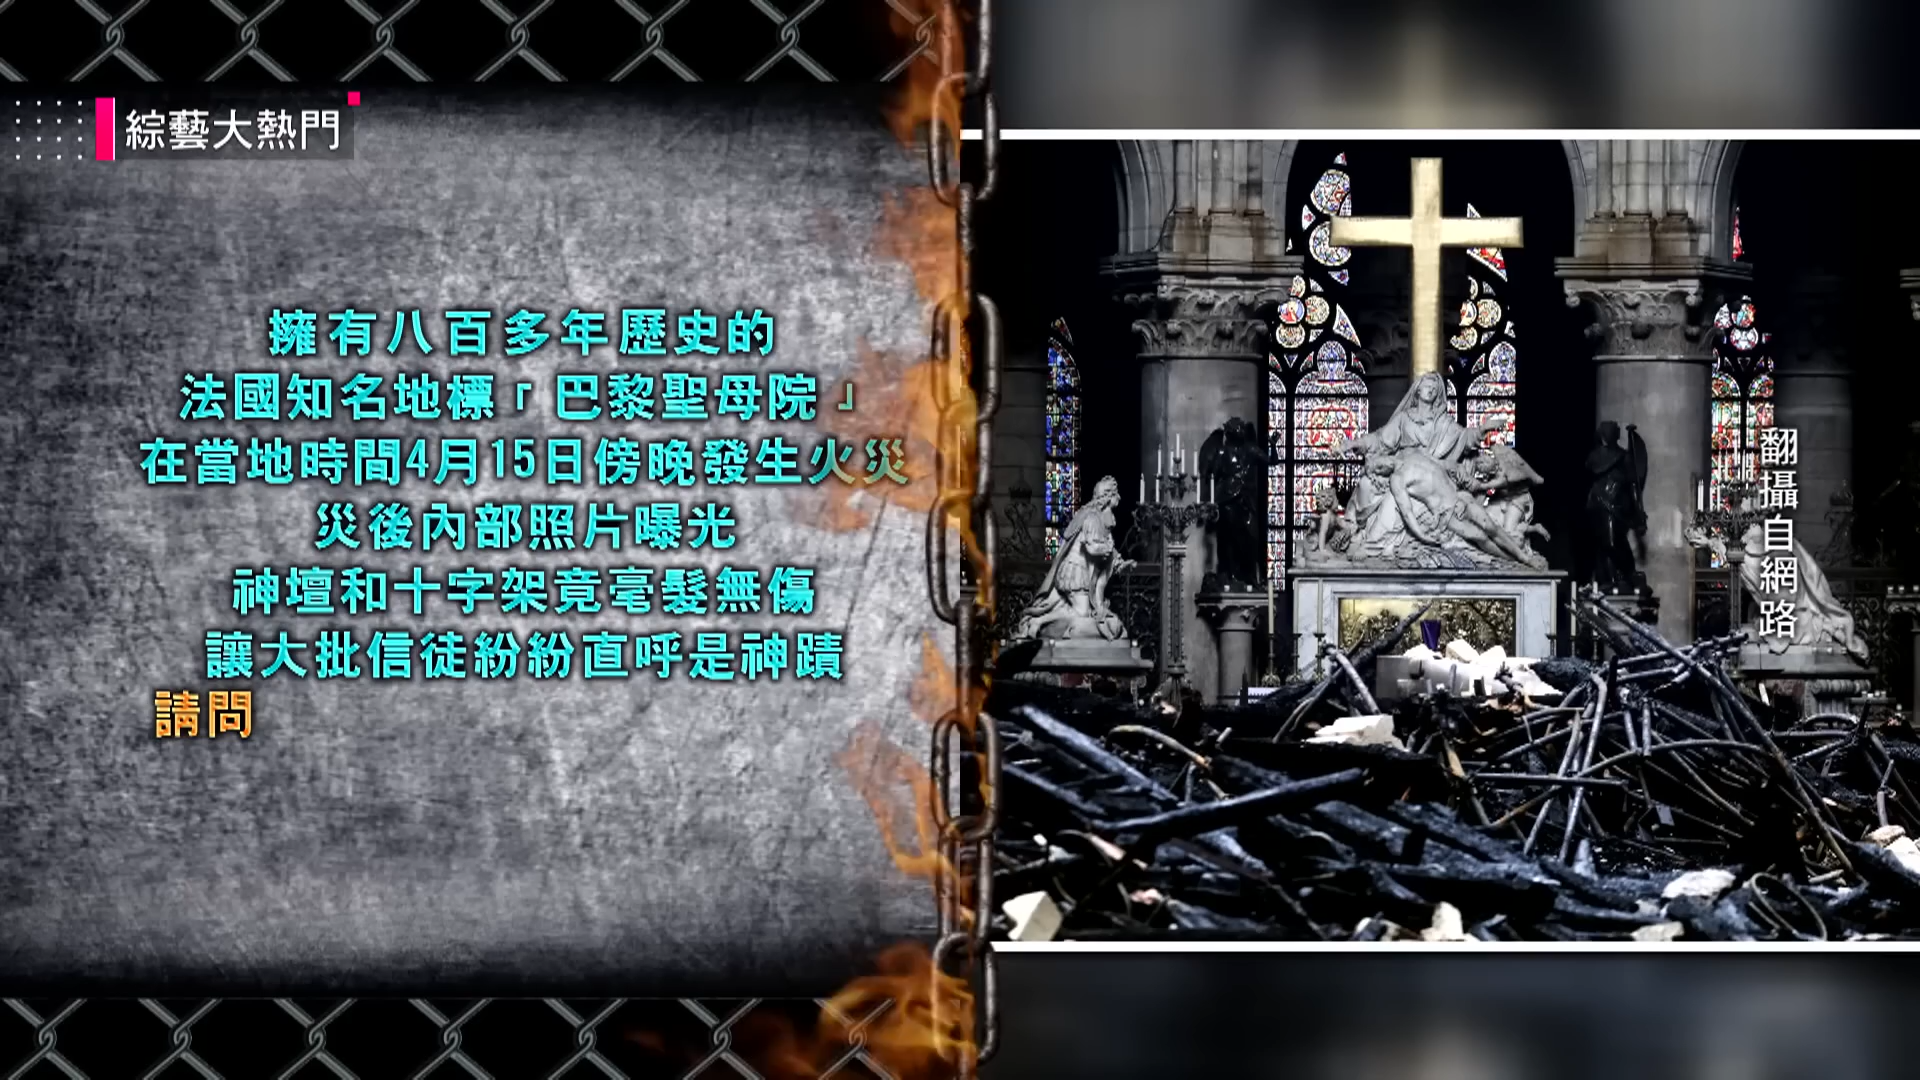 綜藝大熱門
擁有八百多年歷史的
法國知名地標「巴黎聖母院」
在當地時間4月15日傍晚發生火災
災後內部照片曝光
神壇和十字架竟毫髮無傷
讓大批信徒紛紛直呼是神蹟
請問
翻攝自網路